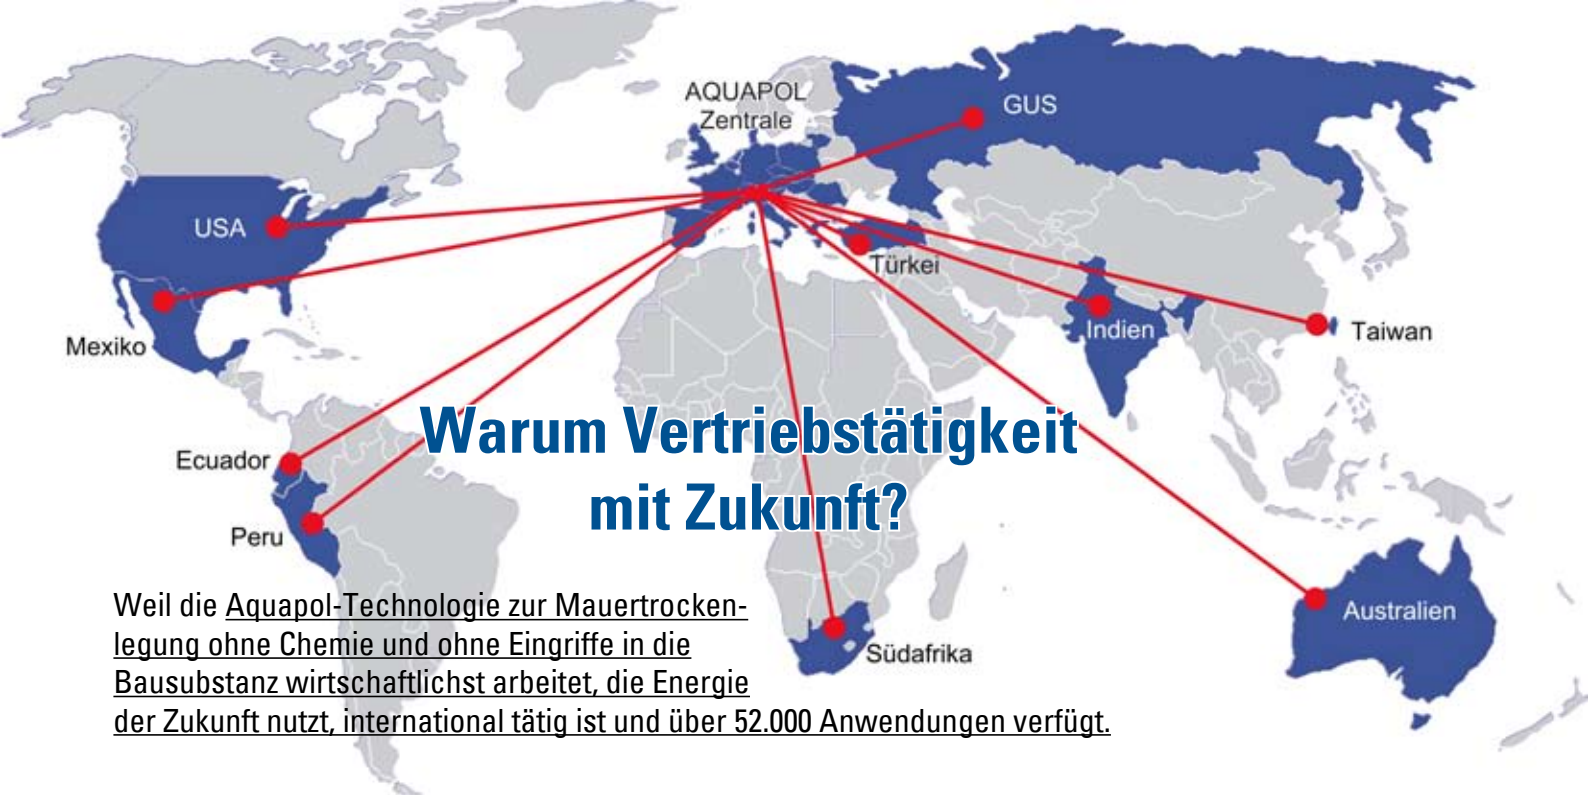 AQUAPOL
Zentrale
GUS
USA
Türkei
Mexiko
Indien
Taiwan
Warum Vertriebstätigkeit
mit Zukunft?
Ecuador
Peru
Australien
Südafrika
Weil die Aquapol-Technologie zur Mauertrocken-
legung ohne Chemie und ohne Eingriffe in die
Bausubstanz wirtschaftlichst arbeitet, die Energie
der Zukunft nutzt, international tätig ist und über 52.000 Anwendungen verfügt.